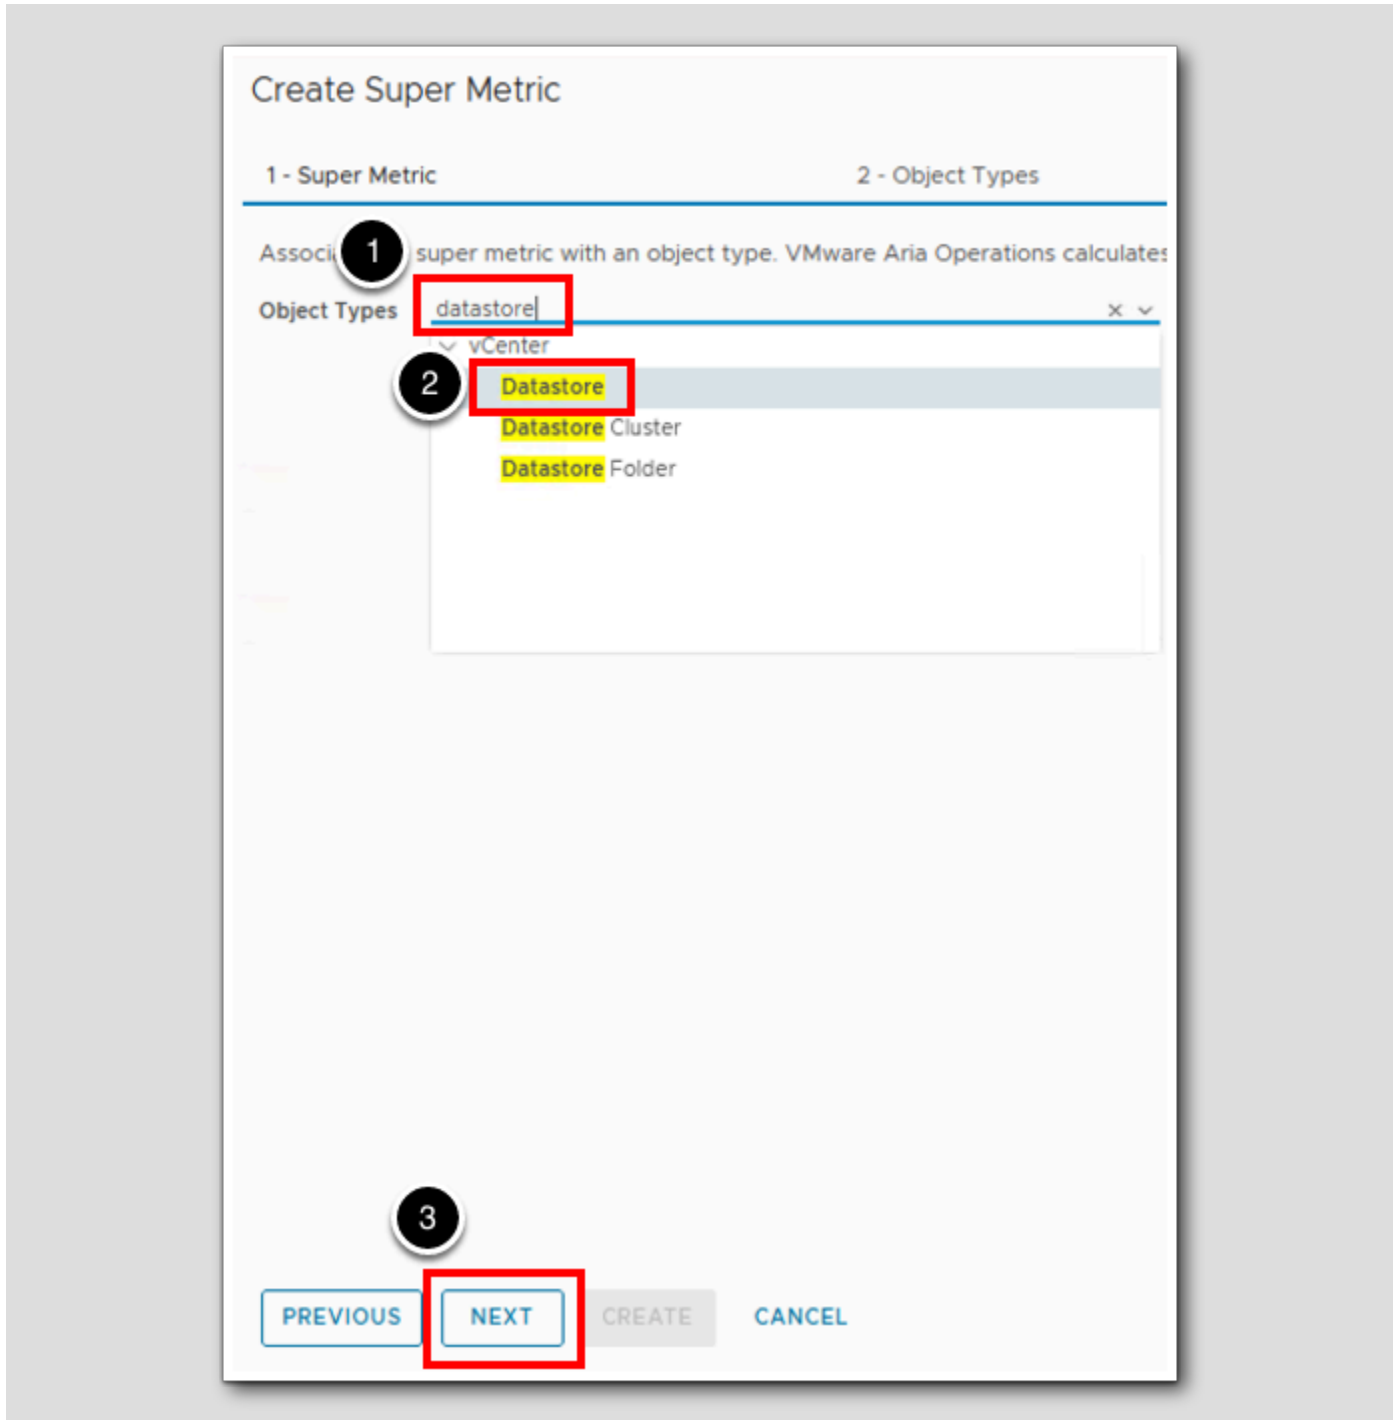 Create Super Metric
1 - Super Metric
2 - Object Types
Associ 1 super metric with an object type. VMware Aria Operations calculates
Object Types datastore
vCenter
2 Datastore
Datastore Cluster
Datastore Folder
3
PREVIOUS NEXT CREATE CANCEL